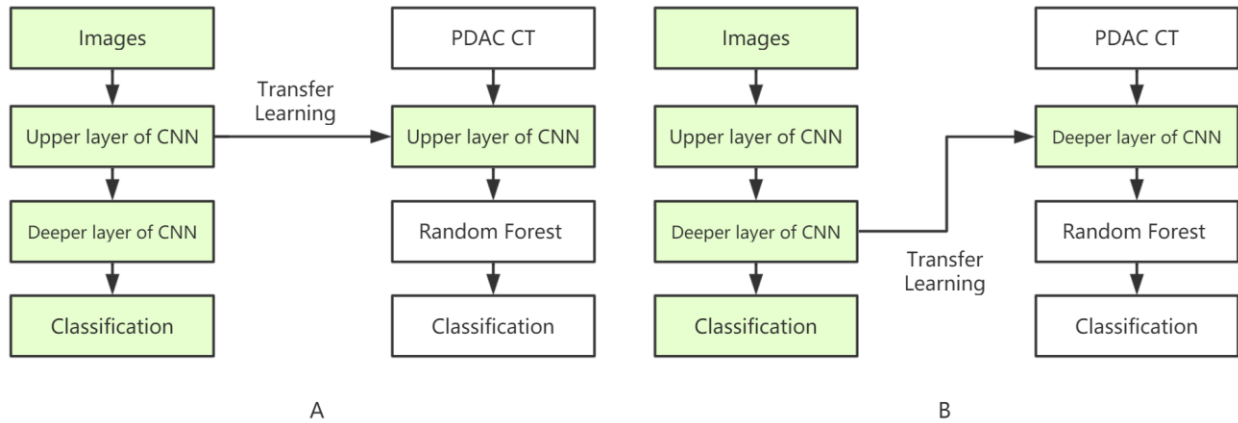 Images
Upper layer of CNN
Deeper layer of CNN
Classification
Transfer
Learning
PDAC CT
Upper layer of CNN
Random Forest
Classification
A
Images
Upper layer of CNN
Deeper layer of CNN
Classification
Transfer
Learning
PDAC CT
Deeper layer of CNN
Random Forest
Classification
B